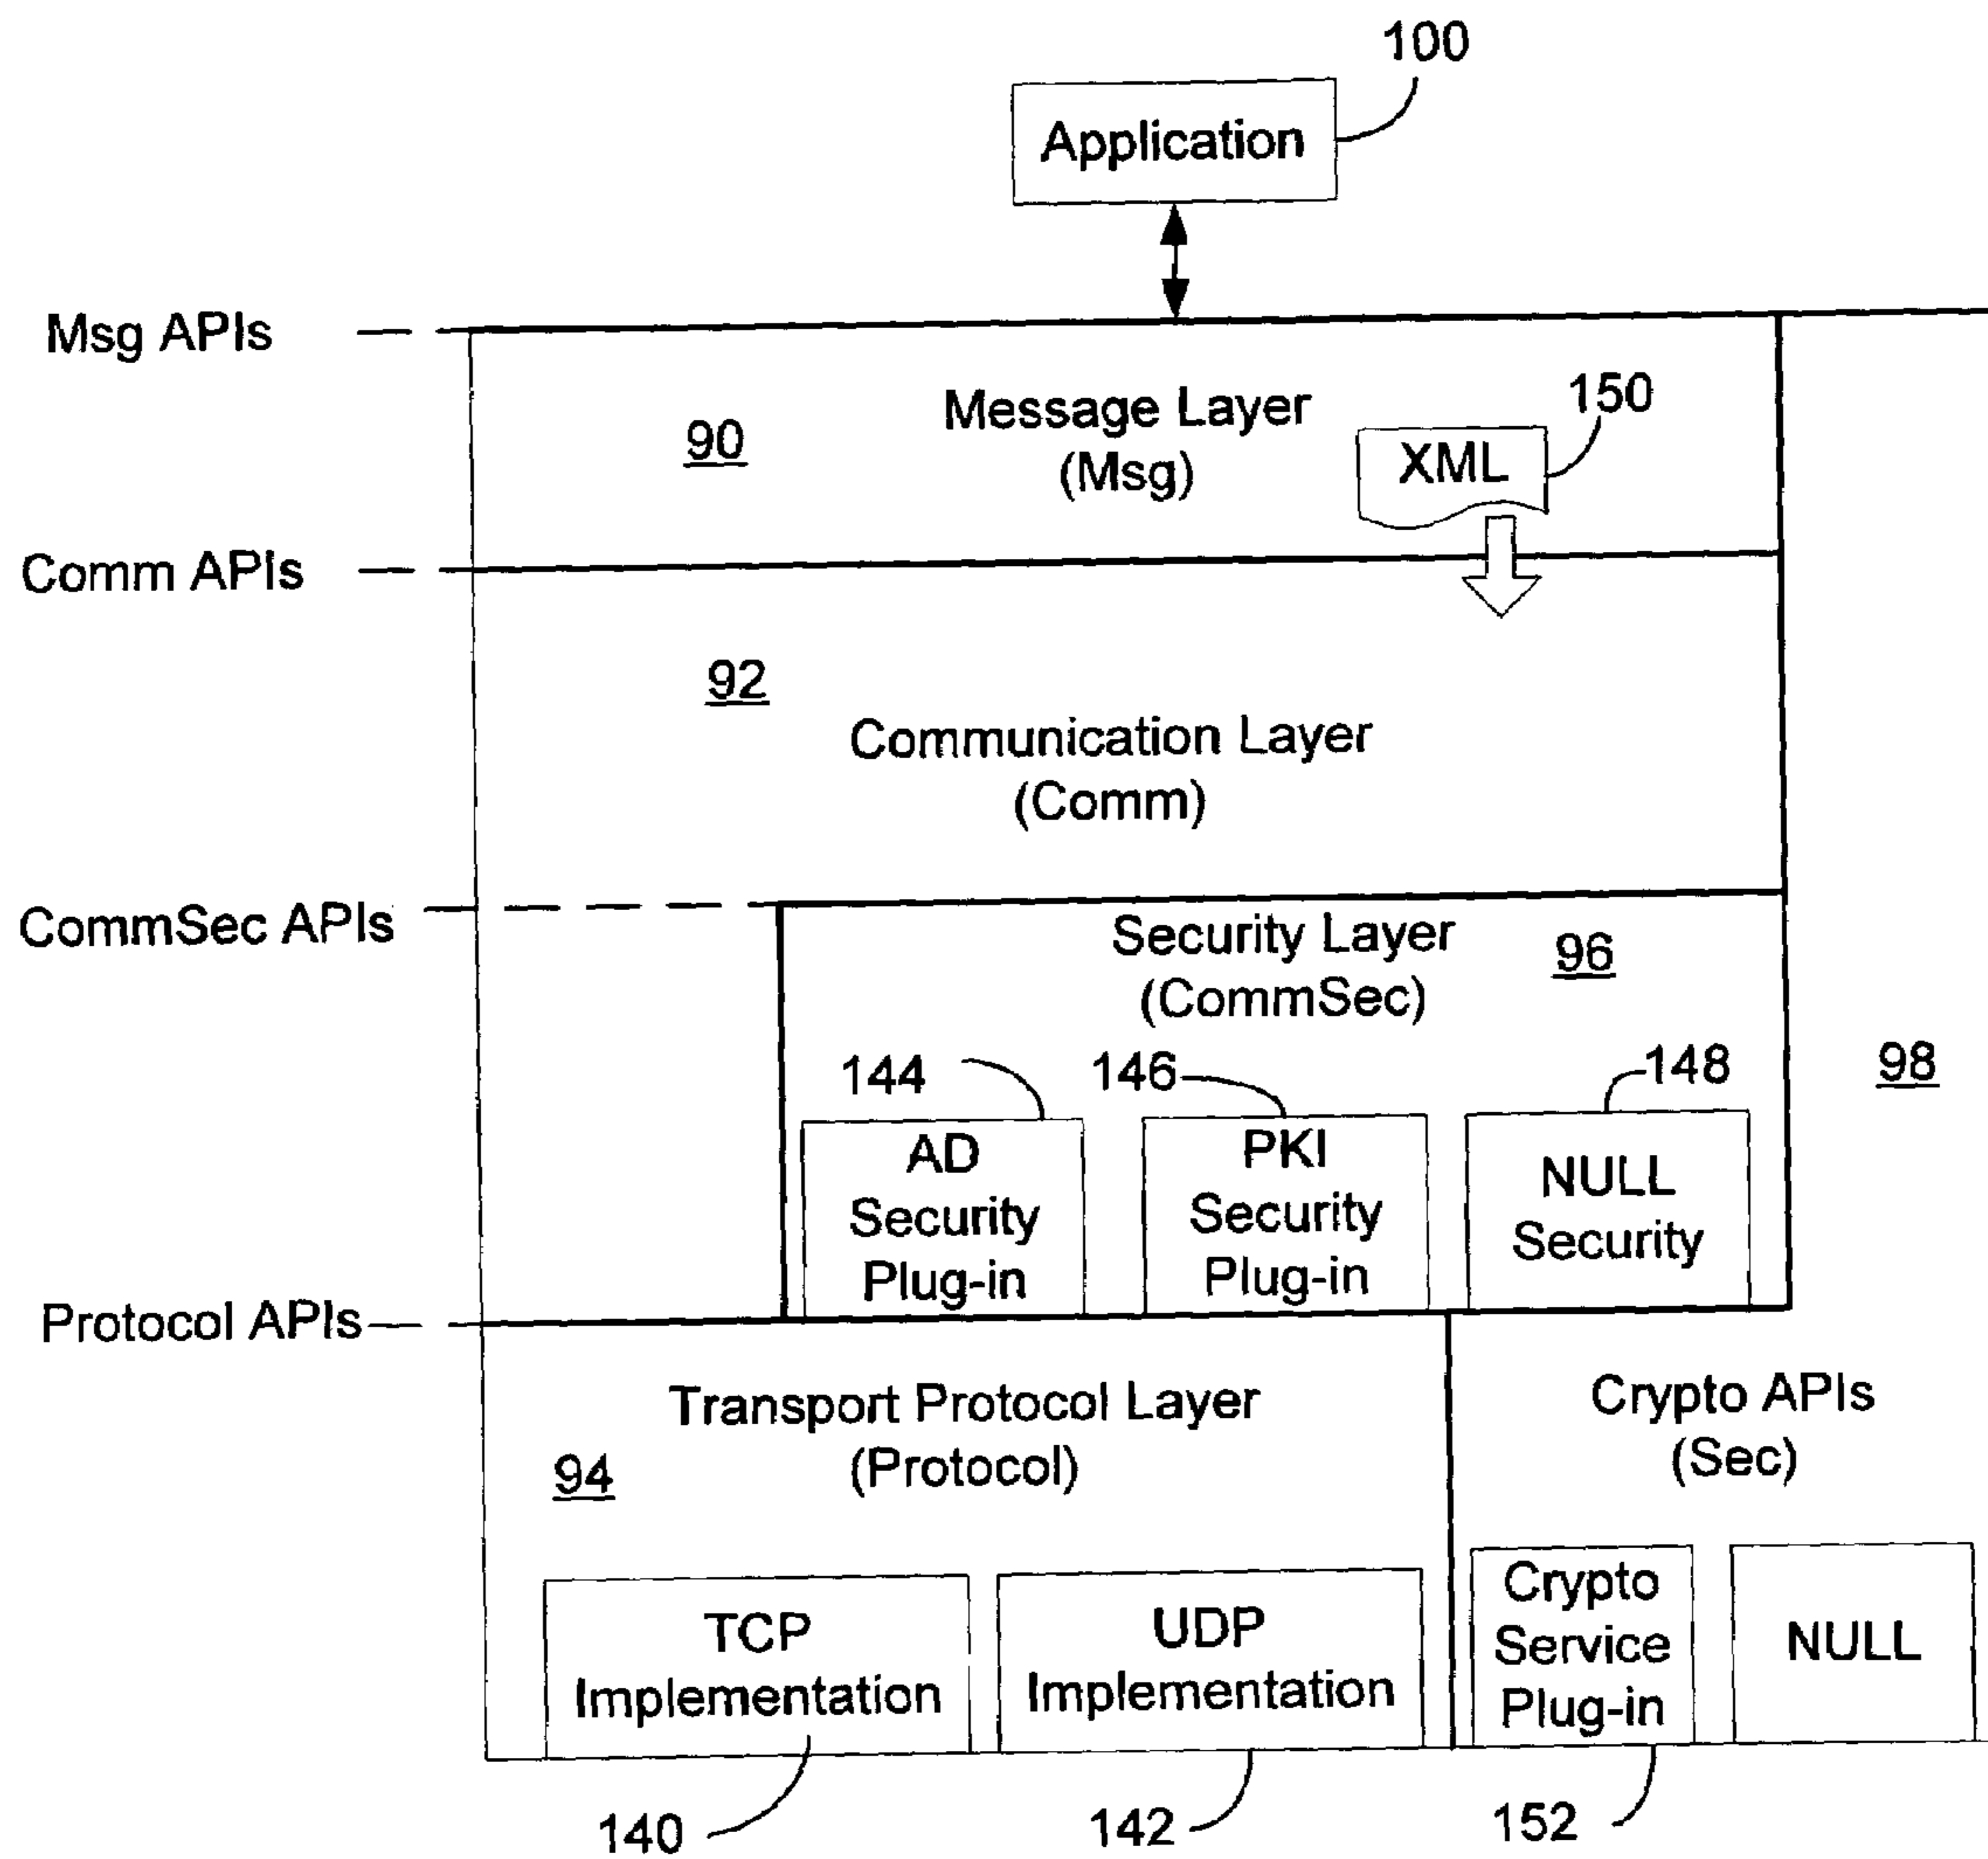 100
Application
Msg APIs
Message Layer
(Msg)
90
150
XML
Comm APIs
92
Communication Layer
(Comm)
CommSec APIs
Security Layer
(CommSec)
96
98
144
146
148
AD
Security
Plug-in
PKI
Security
Plug-in
NULL
Security
Protocol APIs
Transport Protocol Layer
(Protocol)
94
Crypto APIs
(Sec)
TCP
Implementation
UDP
Implementation
Crypto
Service
Plug-in
NULL
140
142
152